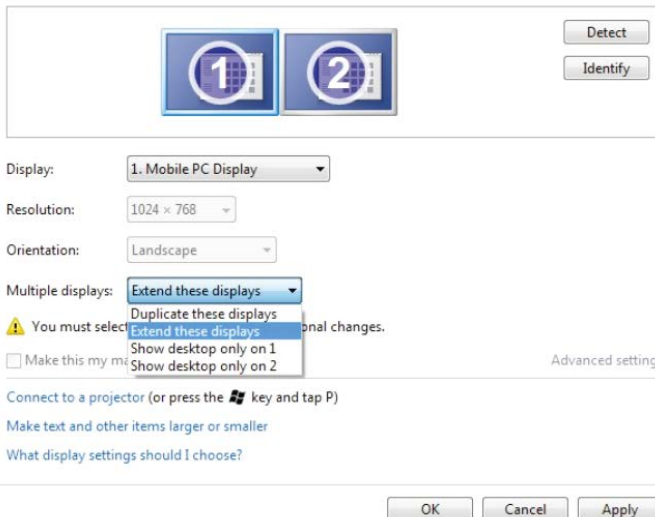 1 2
Detect
Identify
Display: 1. Mobile PC Display
Resolution: 1024 × 768
Orientation: Landscape
Multiple displays: Extend these displays
Duplicate these displays
You must selec Extend these displays onal changes.
Show desktop only on 1
Make this my m Show desktop only on 2 Advanced setting
Connect to a projector (or press the key and tap P)
Make text and other items larger or smaller
What display settings should I choose?
OK Cancel Apply